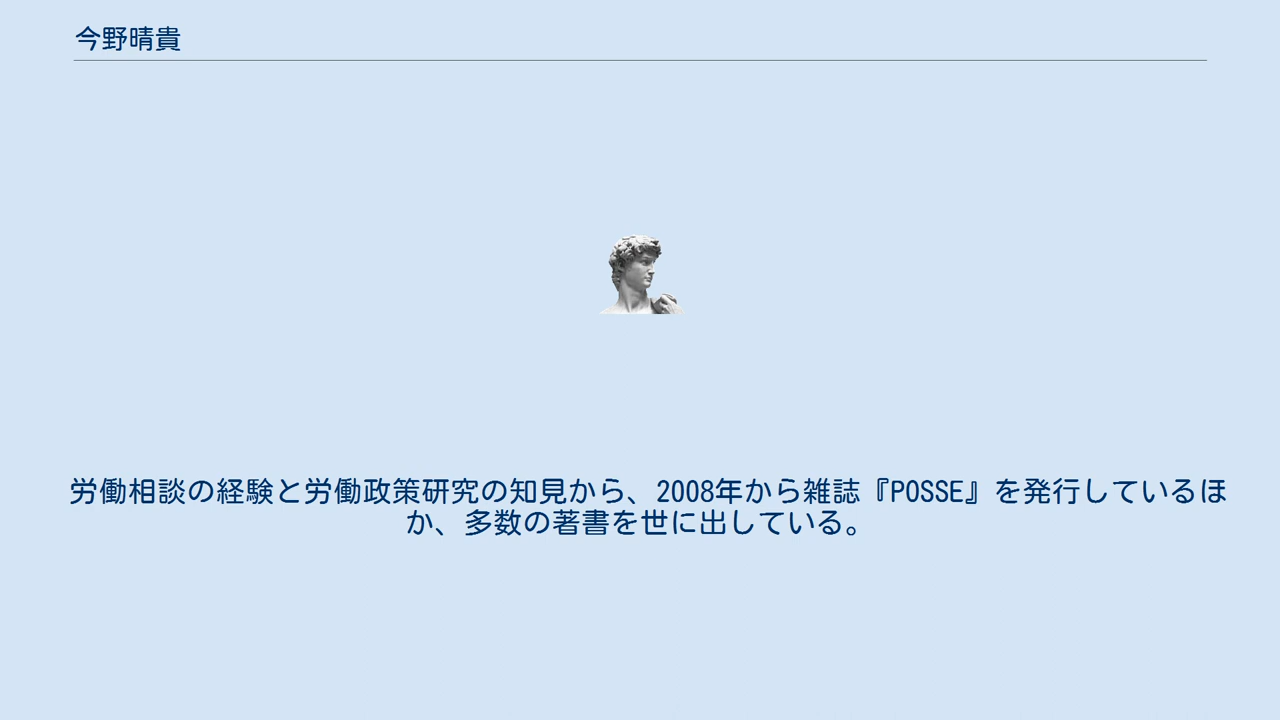 今野晴貴
労働相談の経験と労働政策研究の知見から、2008年から雑誌『POSSE』を発行しているほ
か、多数の著書を世に出している。